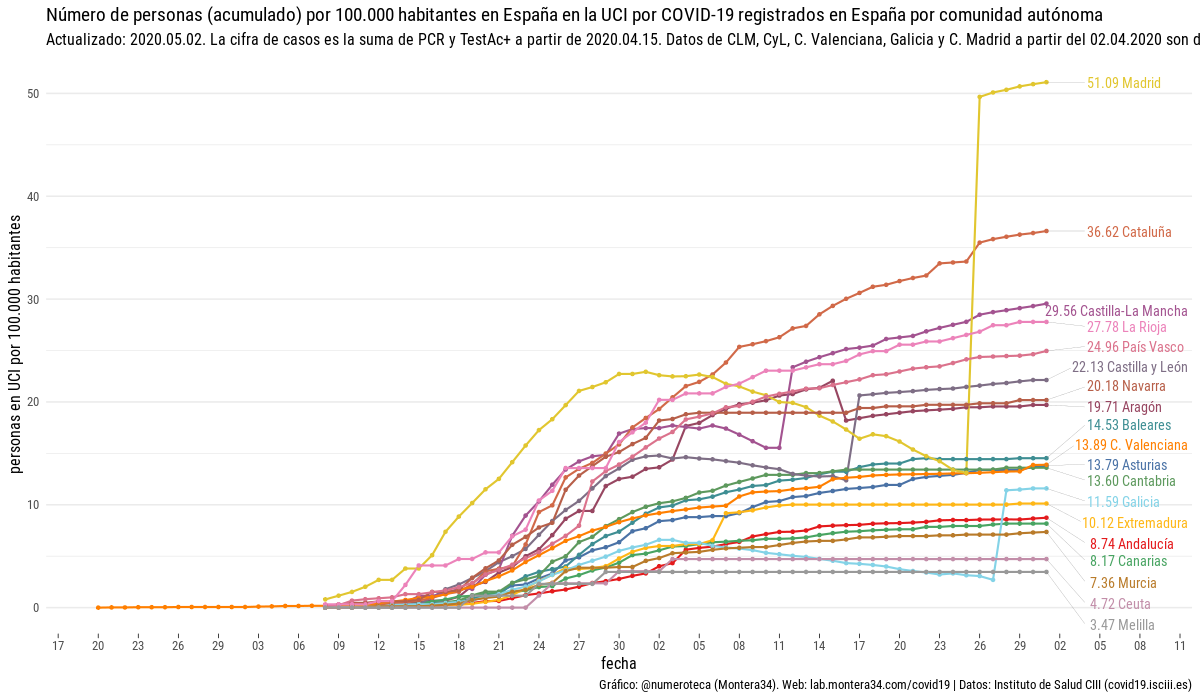 Número de personas (acumulado) por 100.000 habitantes en España en la UCI por COVID-19 registrados en España por comunidad autónoma
Actualizado: 2020.05.02. La cifra de casos es la suma de PCR y TestAc+ a partir de 2020.04.15. Datos de CLM, CyL, C. Valenciana, Galicia y C. Madrid a partir del 02.04.2020 son d
personas en UCI por 100.000 habitantes
50
40
30
20
10
0
51.09 Madrid
36.62 Cataluña
29.56 Castilla-La Mancha
27.78 La Rioja
24.96 País Vasco
22.13 Castilla y León
20.18 Navarra
19.71 Aragón
14.53 Baleares
13.89 C. Valenciana
13.79 Asturias
13.60 Cantabria
11.59 Galicia
10.12 Extremadura
8.74 Andalucía
8.17 Canarias
7.36 Murcia
4.72 Ceuta
3.47 Melilla
17 20 23 26 29 03 06 09 12 15 18 21 24 27 30 02 05 08 11 14 17 20 23 26 29 02 05 08 11
fecha
Gráfico: @numeroteca (Montera34). Web: lab.montera34.com/covid19 | Datos: Instituto de Salud CIII (covid19.isciii.es)